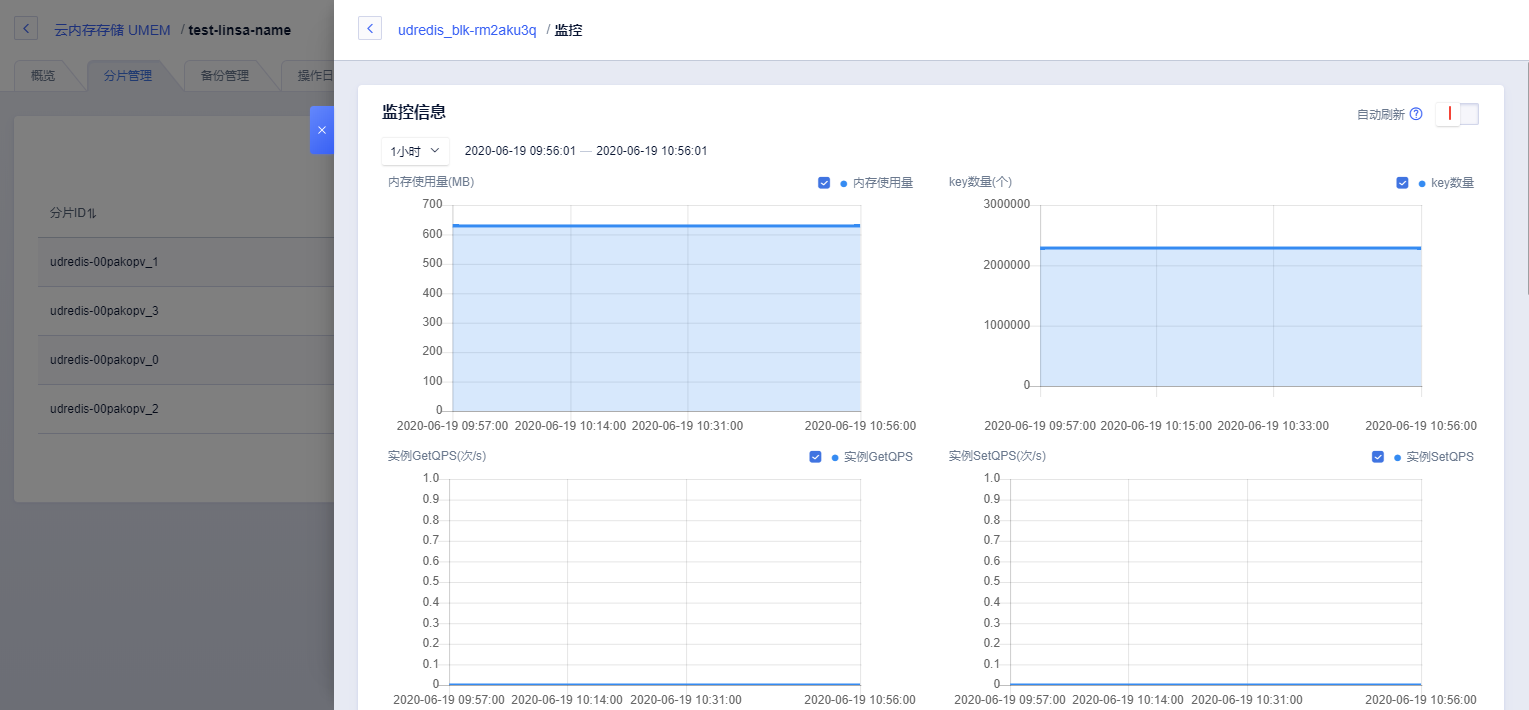 云内存存储 UMEM / test-linsa-name
概览
分片管理
备份管理
操作日
分片ID
udredis-00pakopv_1
udredis-00pakopv_3
udredis-00pakopv_0
udredis-00pakopv_2
udredis_blk-rm2aku3q / 监控
监控信息
自动刷新
1小时
2020-06-19 09:56:01 — 2020-06-19 10:56:01
内存使用量(MB)
内存使用量
700
600
500
400
300
200
100
0
2020-06-19 09:57:00 2020-06-19 10:14:00 2020-06-19 10:31:00 2020-06-19 10:56:00
key数量(个)
key数量
3000000
2000000
1000000
0
2020-06-19 09:57:00 2020-06-19 10:15:00 2020-06-19 10:33:00 2020-06-19 10:56:00
实例GetQPS(次/s)
实例GetQPS
1.0
0.9
0.8
0.7
0.6
0.5
0.4
0.3
0.2
0.1
0
2020-06-19 09:57:00 2020-06-19 10:14:00 2020-06-19 10:31:00 2020-06-19 10:56:00
实例SetQPS(次/s)
实例SetQPS
1.0
0.9
0.8
0.7
0.6
0.5
0.4
0.3
0.2
0.1
0
2020-06-19 09:57:00 2020-06-19 10:14:00 2020-06-19 10:31:00 2020-06-19 10:56:00